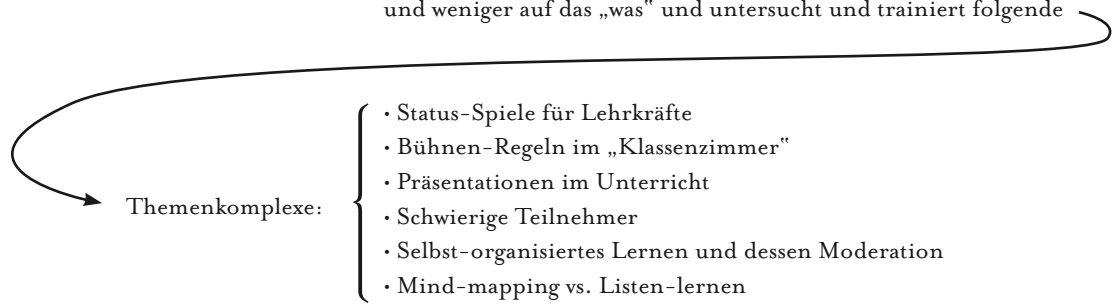 und weniger auf das „was“ und untersucht und trainiert folgende
Themenkomplexe:
· Status-Spiele für Lehrkräfte
· Bühnen-Regeln im „Klassenzimmer“
· Präsentationen im Unterricht
· Schwierige Teilnehmer
· Selbst-organisiertes Lernen und dessen Moderation
· Mind-mapping vs. Listen-lernen